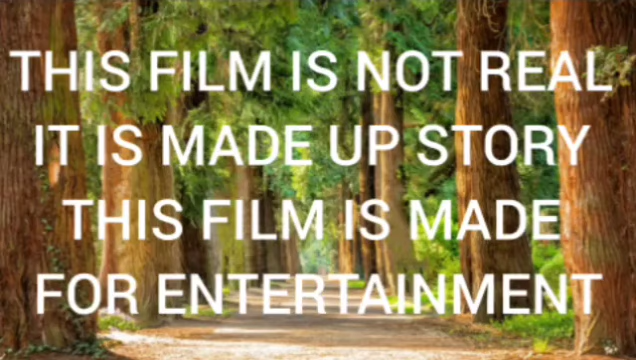 THIS FILM IS NOT REAL
IT IS MADE UP STORY
THIS FILM IS MADE
FOR ENTERTAINMENT